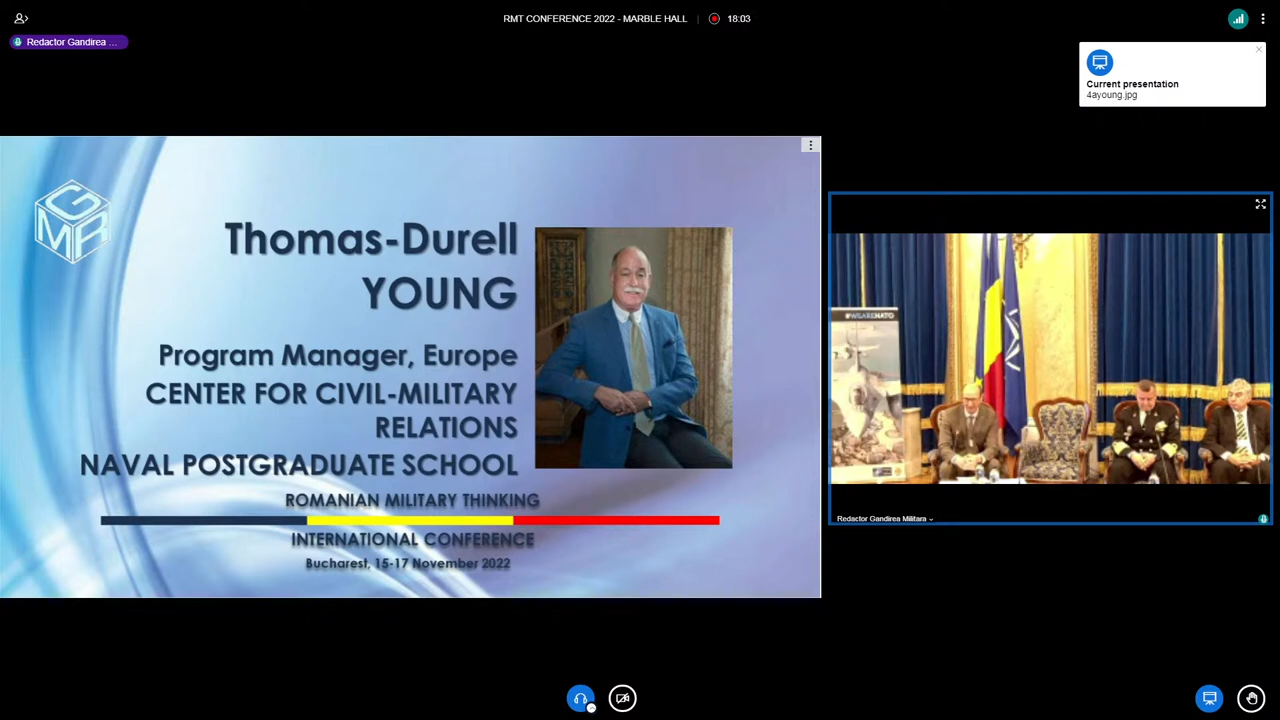 RMT CONFERENCE 2022 - MARBLE HALL
18:03
Redactor Gandirea ...
Current presentation
4ayoung.jpg
GMR
Thomas-Durell
YOUNG
Program Manager, Europe
CENTER FOR CIVIL-MILITARY
RELATIONS
NAVAL POSTGRADUATE SCHOOL
ROMANIAN MILITARY THINKING
INTERNATIONAL CONFERENCE
Bucharest, 15-17 November 2022
#WEARENATO
Redactor Gandirea Militara